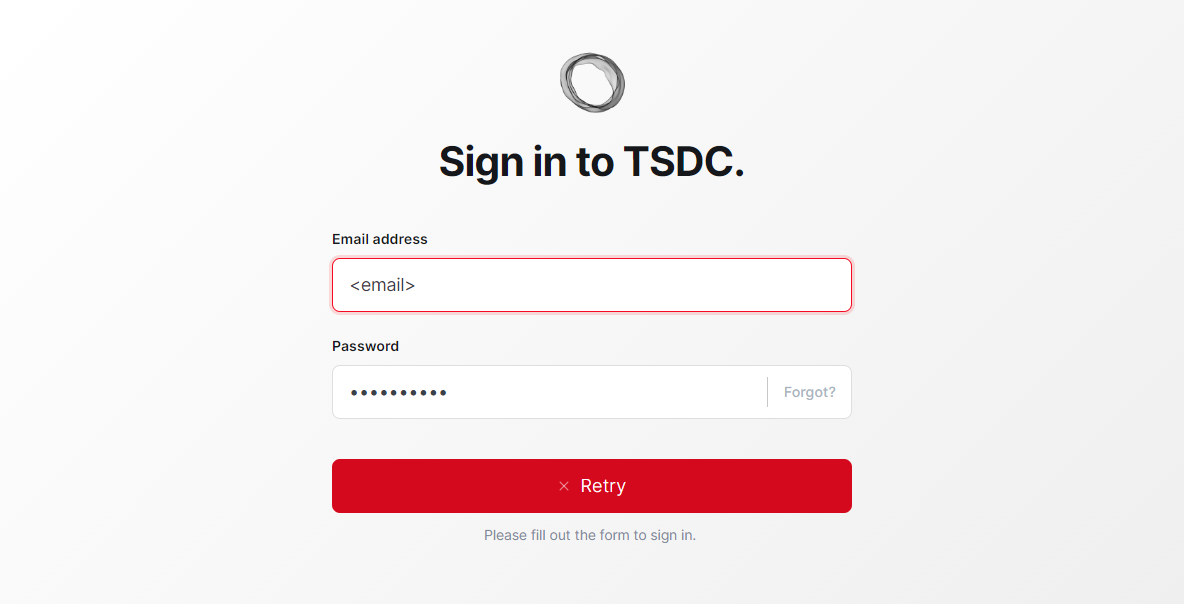 Sign in to TSDC.
Email address
<email>
Password
••••••••••
Forgot?
× Retry
Please fill out the form to sign in.